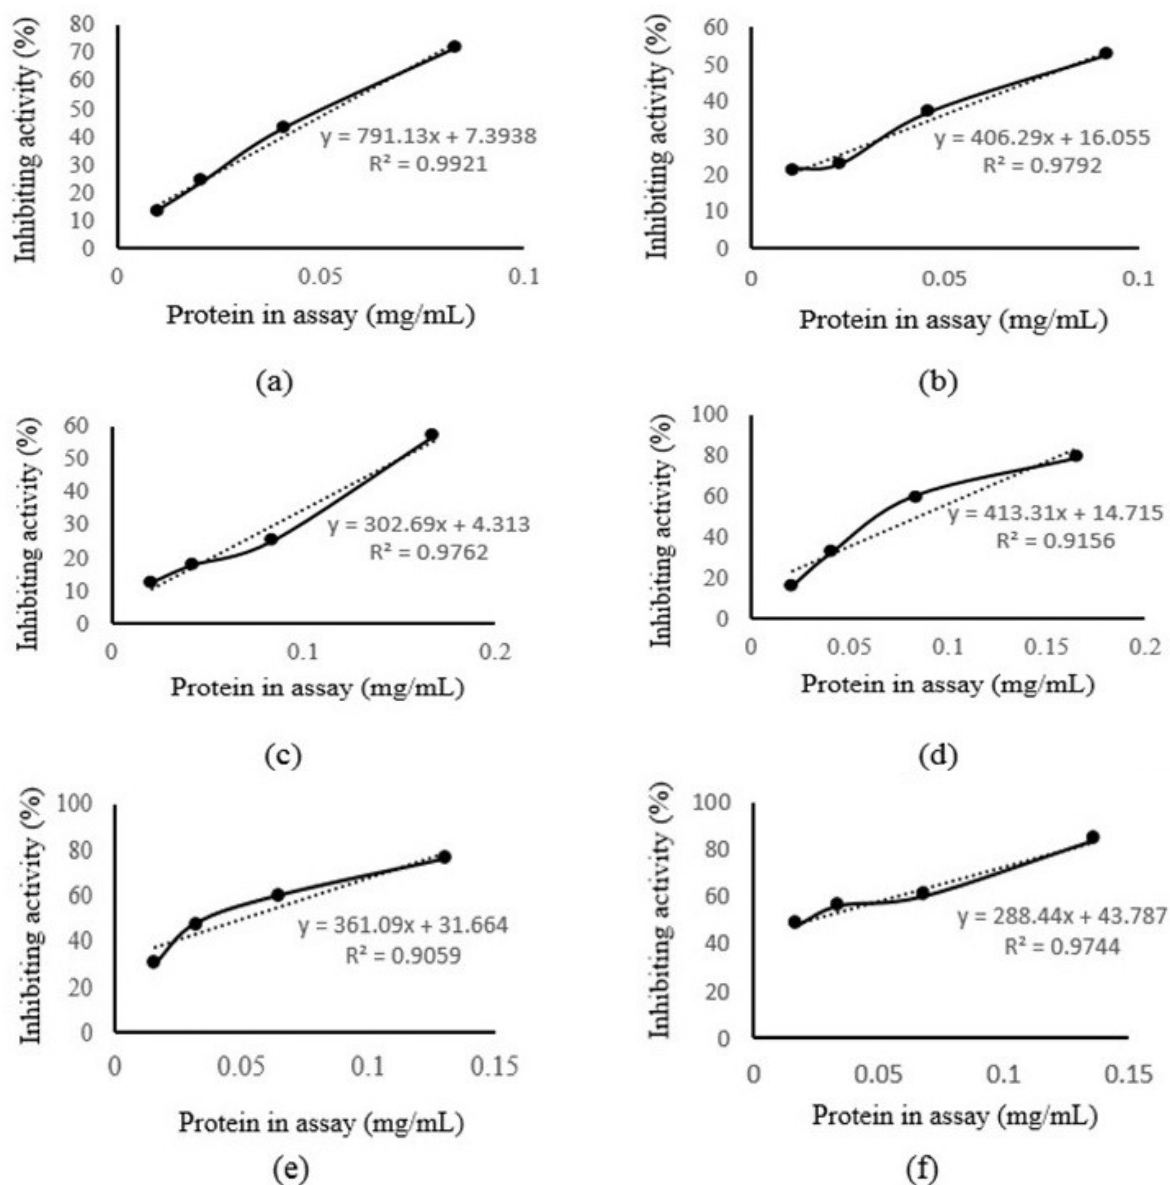 Inhibiting activity (%)
80
70
60
50
40
30
20
10
0
0
0.05
0.1
y = 791.13x + 7.3938
R² = 0.9921
Protein in assay (mg/mL)
(a)
Inhibiting activity (%)
60
50
40
30
20
10
0
0
0.05
0.1
y = 406.29x + 16.055
R² = 0.9792
Protein in assay (mg/mL)
(b)
Inhibiting activity (%)
60
50
40
30
20
10
0
0
0.1
0.2
y = 302.69x + 4.313
R² = 0.9762
Protein in assay (mg/mL)
(c)
Inhibiting activity (%)
100
80
60
40
20
0
0
0.05
0.1
0.15
0.2
y = 413.31x + 14.715
R² = 0.9156
Protein in assay (mg/mL)
(d)
Inhibiting activity (%)
100
80
60
40
20
0
0
0.05
0.1
0.15
y = 361.09x + 31.664
R² = 0.9059
Protein in assay (mg/mL)
(e)
Inhibiting activity (%)
100
80
60
40
20
0
0
0.05
0.1
0.15
y = 288.44x + 43.787
R² = 0.9744
Protein in assay (mg/mL)
(f)